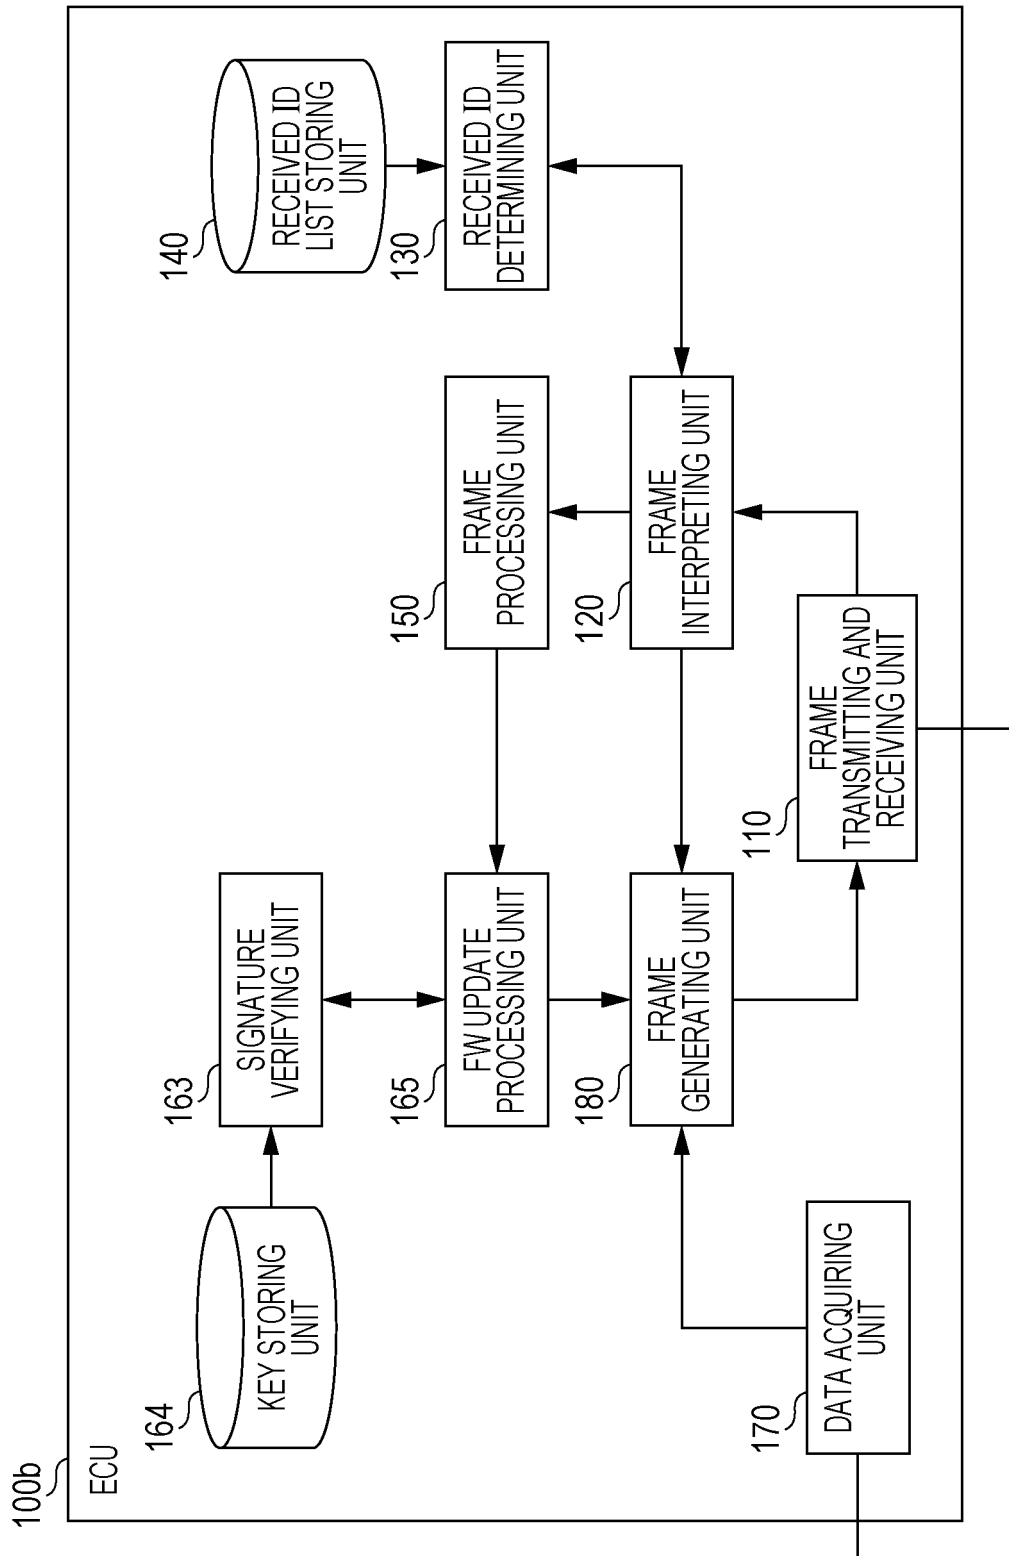 100b
ECU
164
KEY STORING
UNIT
163
SIGNATURE
VERIFYING UNIT
140
RECEIVED ID
LIST STORING
UNIT
165
FW UPDATE
PROCESSING UNIT
150
FRAME
PROCESSING UNIT
130
RECEIVED ID
DETERMINING UNIT
180
FRAME
GENERATING UNIT
120
FRAME
INTERPRETING UNIT
170
DATA ACQUIRING
UNIT
110
FRAME
TRANSMITTING AND
RECEIVING UNIT